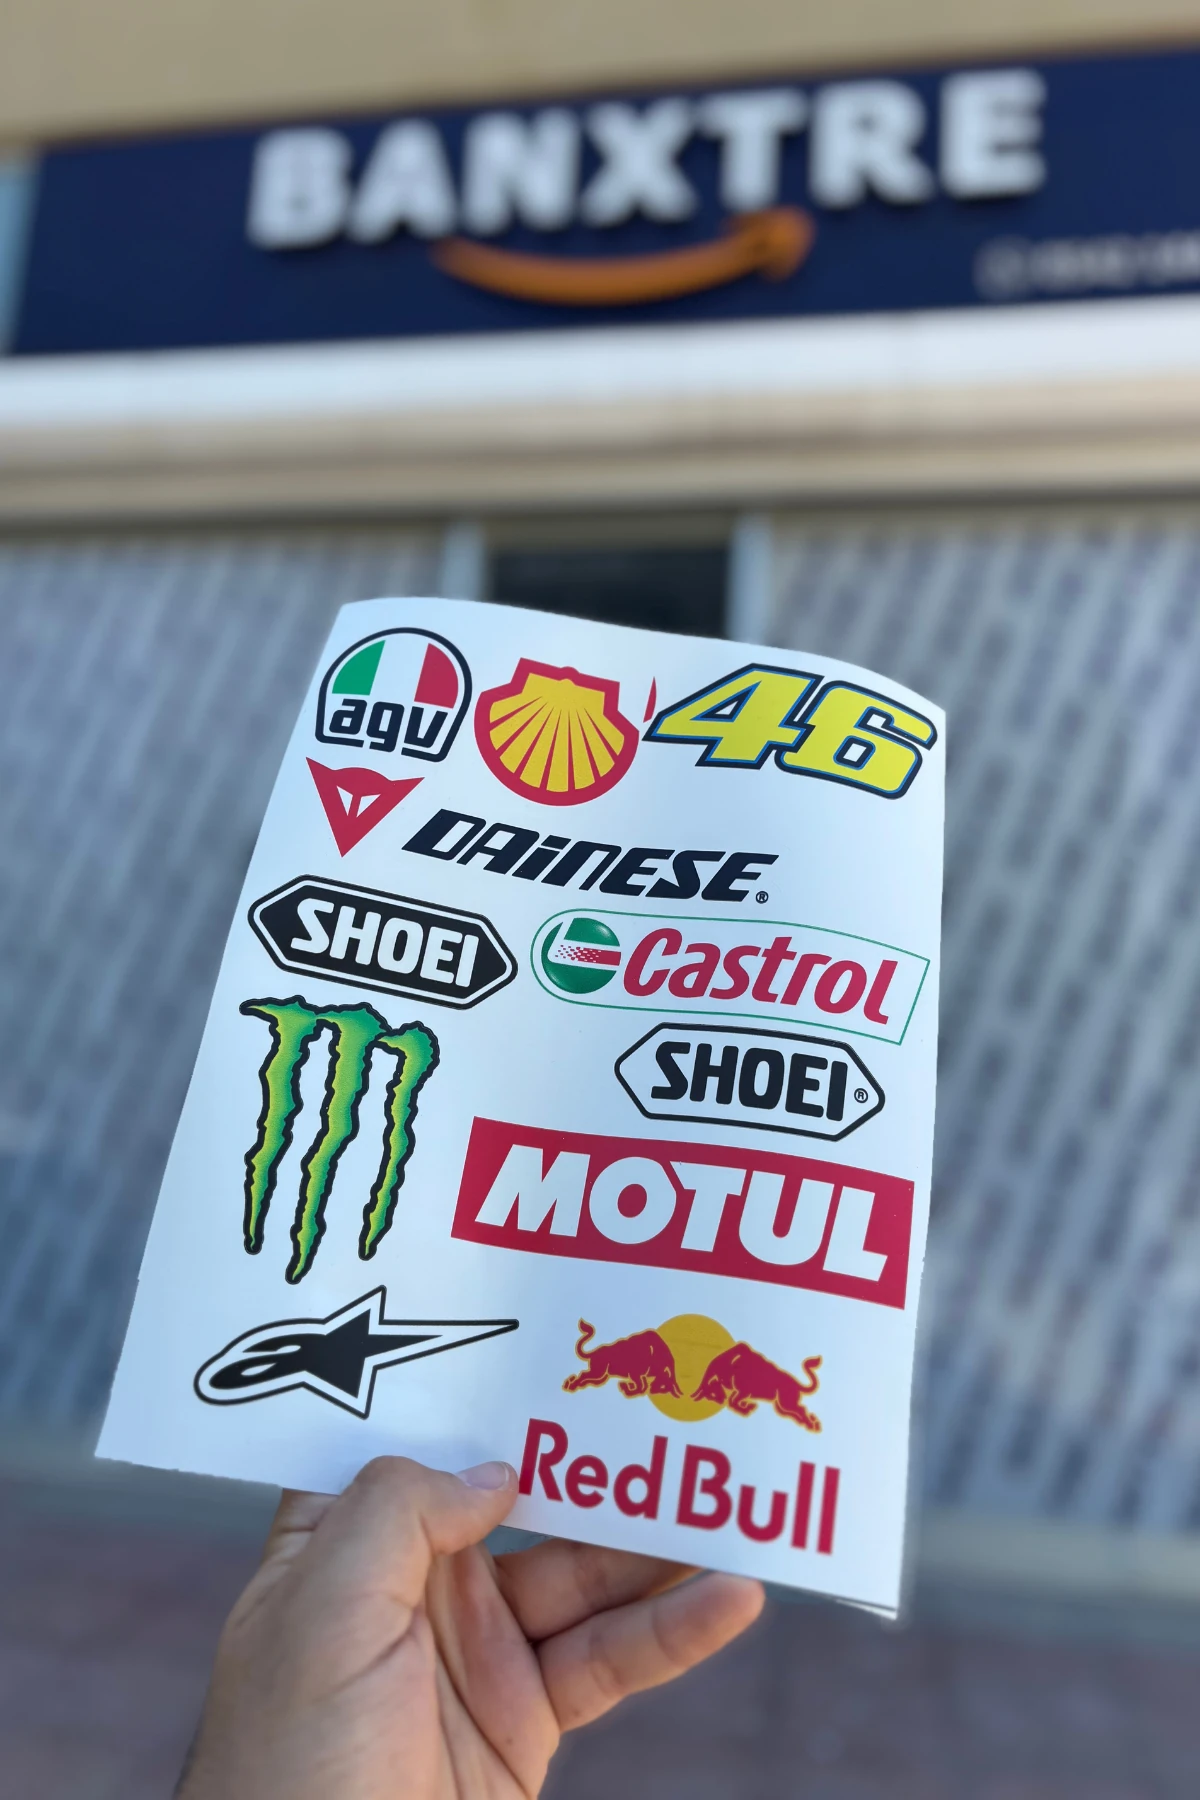 BANXTRE
agv
46
DAINESE®
SHOEI
Castrol
SHOEI®
MOTUL
Red Bull